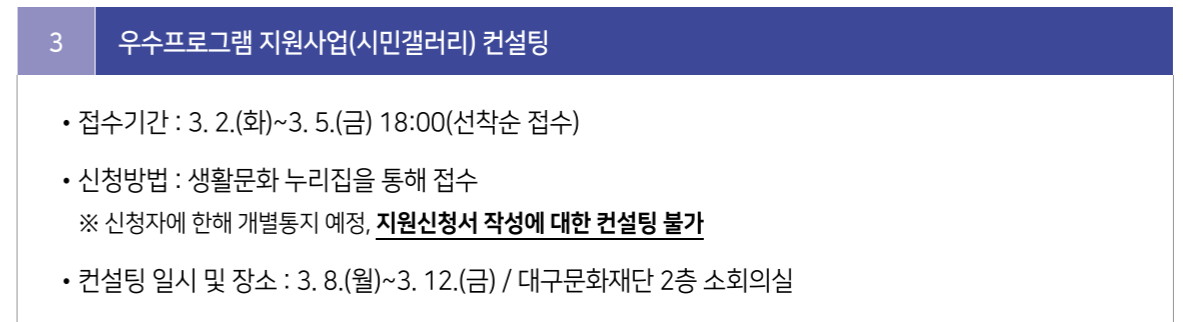 3 우수프로그램 지원사업(시민갤러리) 컨설팅
• 접수기간 : 3. 2.(화)~3. 5.(금) 18:00(선착순 접수)
• 신청방법 : 생활문화 누리집을 통해 접수
※ 신청자에 한해 개별통지 예정, 지원신청서 작성에 대한 컨설팅 불가
• 컨설팅 일시 및 장소 : 3. 8.(월)~3. 12.(금) / 대구문화재단 2층 소회의실